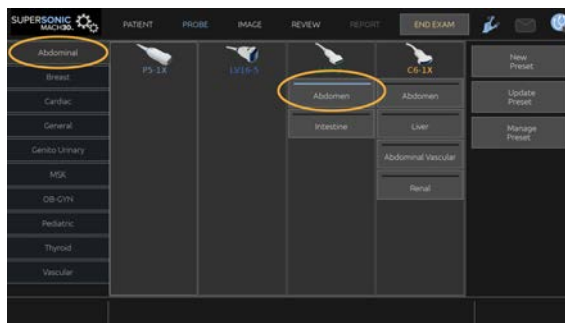 SUPERSONIC
MACH30.
PATIENT
PROBE
IMAGE
REVIEW
REPORT
END EXAM
Abdominal
Breast
Cardiac
General
Genito Urinary
MSK
OB-GYN
Pediatric
Thyroid
Vascular
P5-1X
LV16-5
Abdomen
Intestine
C6-1X
Abdomen
Liver
Abdominal Vascular
Renal
New
Preset
Update
Preset
Manage
Preset